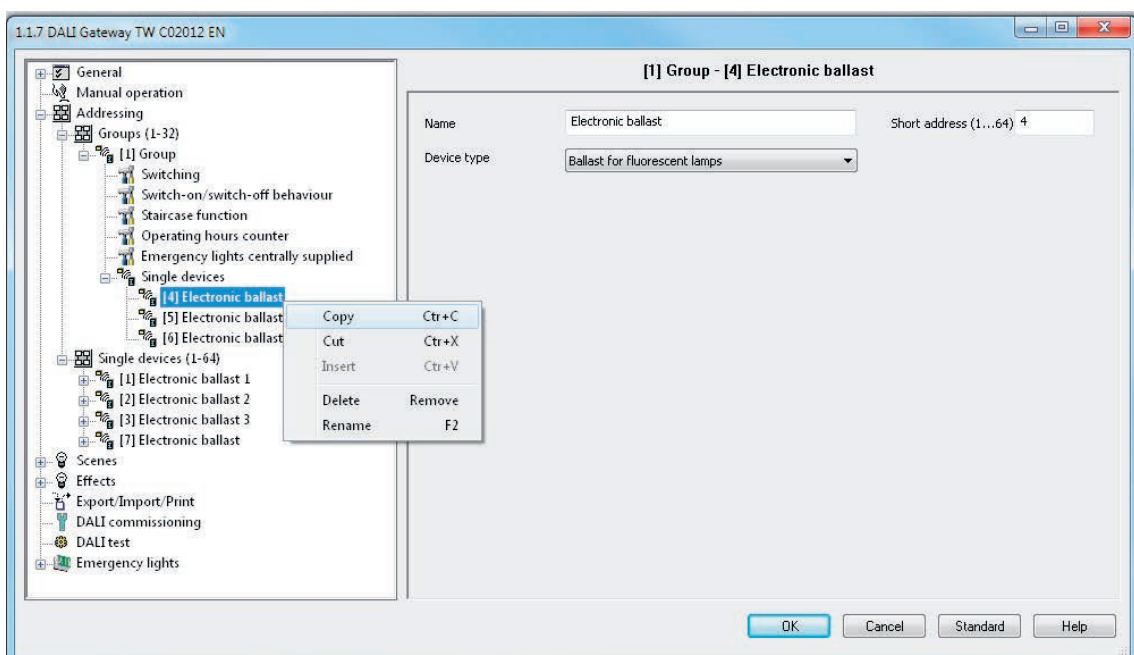 1.1.7 DALI Gateway TW C02012 EN
General
Manual operation
Addressing
Groups (1-32)
[1] Group
Switching
Switch-on/switch-off behaviour
Staircase function
Operating hours counter
Emergency lights centrally supplied
Single devices
[4] Electronic ballast
[5] Electronic ballast
[6] Electronic ballast
Single devices (1-64)
[1] Electronic ballast 1
[2] Electronic ballast 2
[3] Electronic ballast 3
[7] Electronic ballast
Scenes
Effects
Export/Import/Print
DALI commissioning
DALI test
Emergency lights
Copy Ctr+C
Cut Ctr+X
Insert Ctr+V
Delete Remove
Rename F2
[1] Group - [4] Electronic ballast
Name Electronic ballast Short address (1...64) 4
Device type Ballast for fluorescent lamps
OK Cancel Standard Help